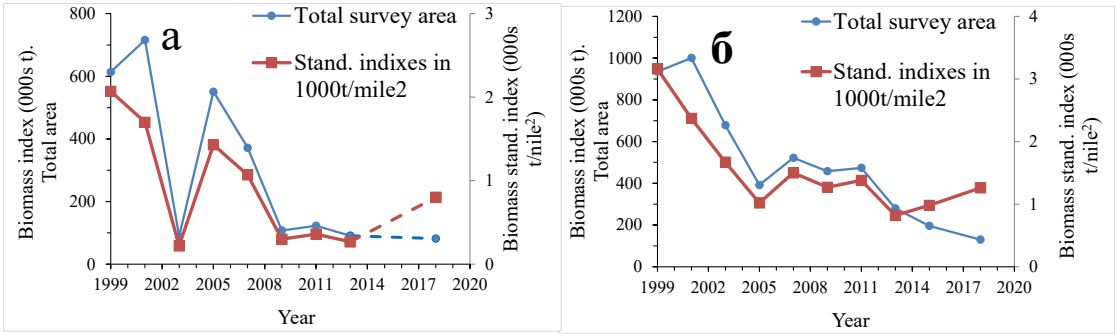 а
Total survey area
Stand. indixes in
1000t/mile2
Biomass index (000s t).
Total area
800
600
400
200
0
3
2
1
0
Biomass stand. index (000s
t/nile²)
1999 2002 2005 2008 2011 2014 2017 2020
Year
б
Total survey area
Stand. indixes in
1000t/mile2
Biomass index (000s t).
Total area
1200
1000
800
600
400
200
0
4
3
2
1
0
Biomass stand. index (000s
t/nile²)
1999 2002 2005 2008 2011 2014 2017 2020
Year